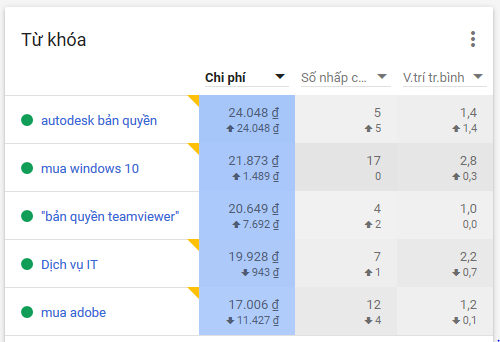 Từ khóa
Chi phí Số nhấp c... V.trí tr.bình
autodesk bản quyền 24.048 ₫ 5 1,4
24.048 ₫ 5 1,4
mua windows 10 21.873 ₫ 17 2,8
1.489 ₫ 0 0,3
"bản quyền teamviewer" 20.649 ₫ 4 1,0
7.692 ₫ 2 0,0
Dịch vụ IT 19.928 ₫ 7 2,2
943 ₫ 1 0,7
mua adobe 17.006 ₫ 12 1,2
11.427 ₫ 4 0,1